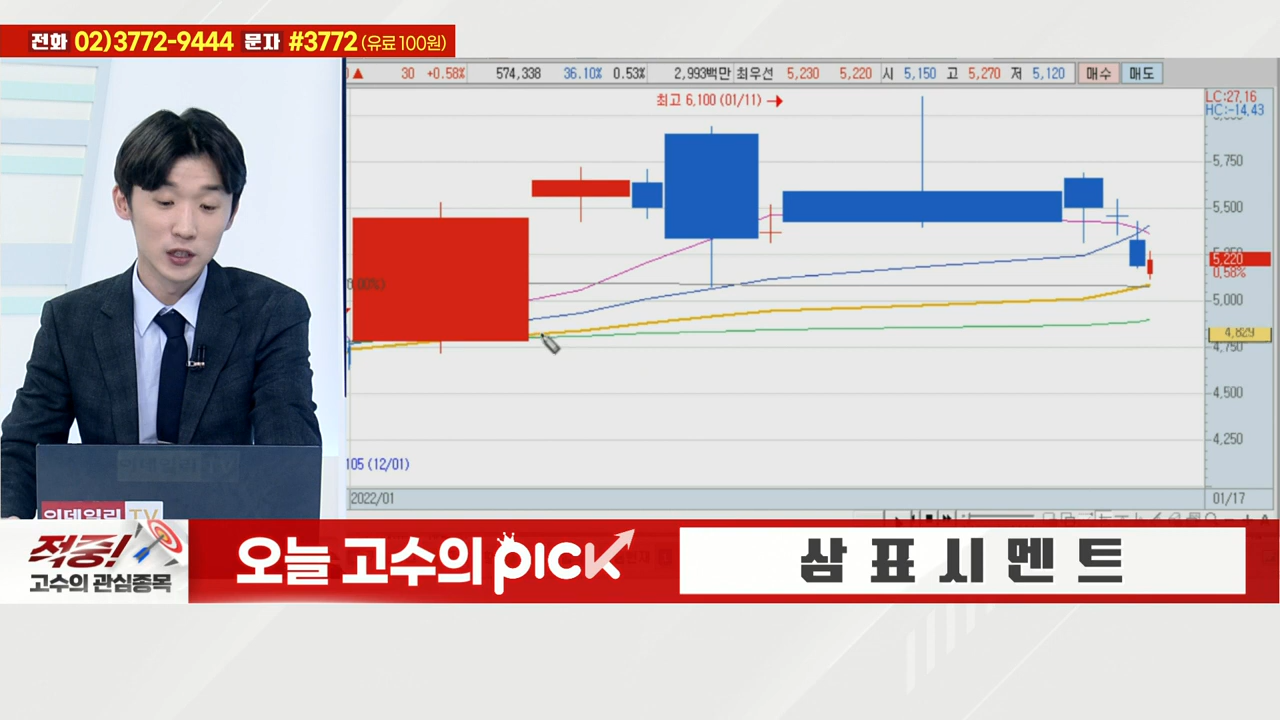 전화 02)3772-9444 문자 #3772 (유료100원)
▲ 30 +0.58% 574,338 36.10% 0.53% 2,993백만 최우선 5,230 5,220 시 5,150 고 5,270 저 5,120 매수 매도
최고 6,100 (01/11) →
LC:27.16
HC:-14.43
5,750
5,500
5,220
0.58%
5,000
4,829
4,750
4,500
4,250
105 (12/01)
2022/01
01/17
이데일리 TV
적중!
고수의 관심종목
오늘 고수의 pick
삼표시멘트